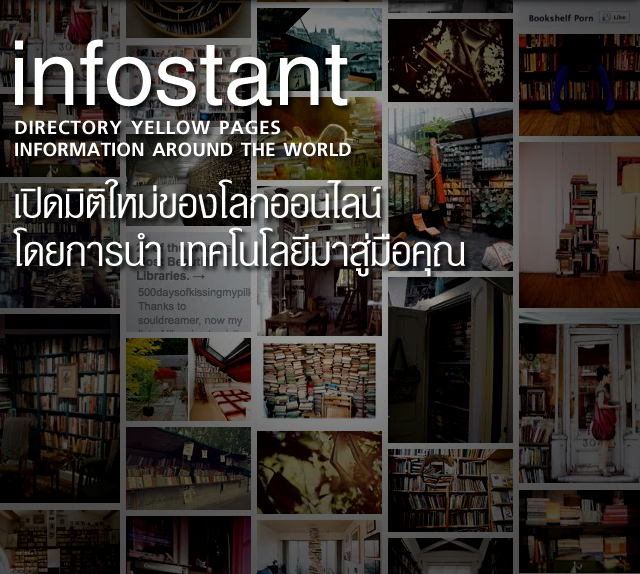 Bookshelf Porn Like
infostant
DIRECTORY YELLOW PAGES
INFORMATION AROUND THE WORLD
เปิดมิติใหม่ของโลกออนไลน์
โดยการนำ เทคโนโลยีมาสู่มือคุณ
of the
Libraries. →
500daysofkissingmypill
Thanks to
souldreamer, now my